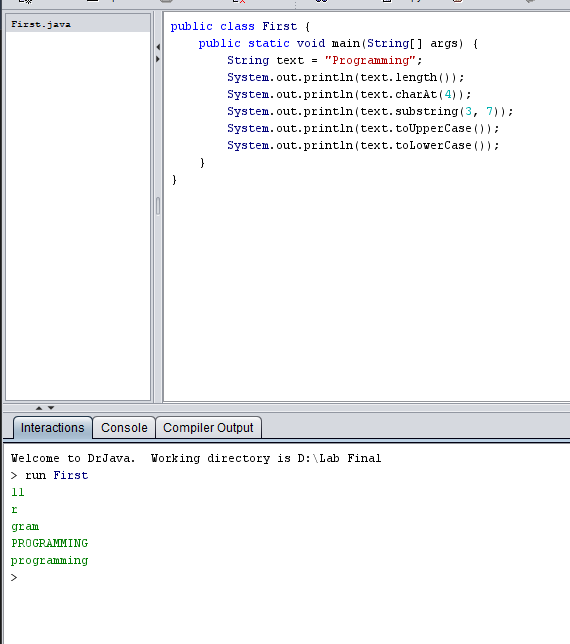 First.java
public class First {
    public static void main(String[] args) {
        String text = "Programming";
        System.out.println(text.length());
        System.out.println(text.charAt(4));
        System.out.println(text.substring(3, 7));
        System.out.println(text.toUpperCase());
        System.out.println(text.toLowerCase());
    }
}
Interactions Console Compiler Output
Welcome to DrJava.  Working directory is D:\Lab Final
> run First
11
r
gram
PROGRAMMING
programming
>